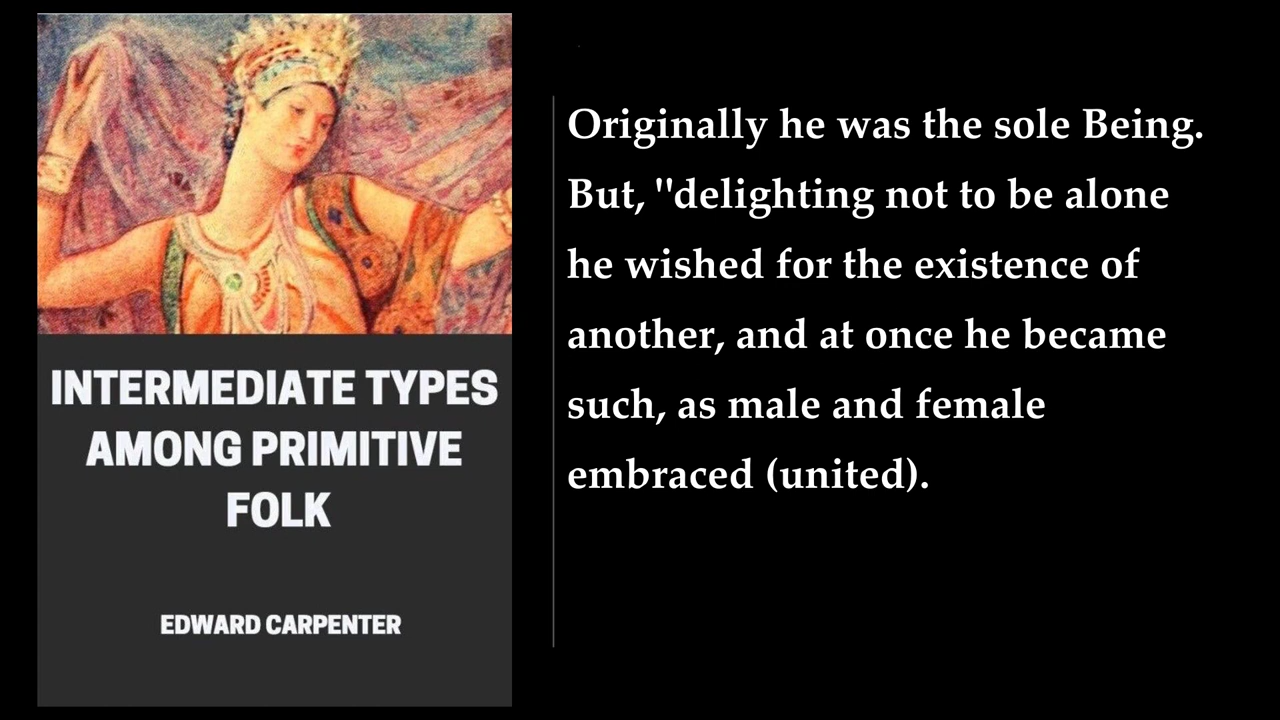 INTERMEDIATE TYPES
AMONG PRIMITIVE
FOLK
EDWARD CARPENTER
Originally he was the sole Being.
But, "delighting not to be alone
he wished for the existence of
another, and at once he became
such, as male and female
embraced (united).